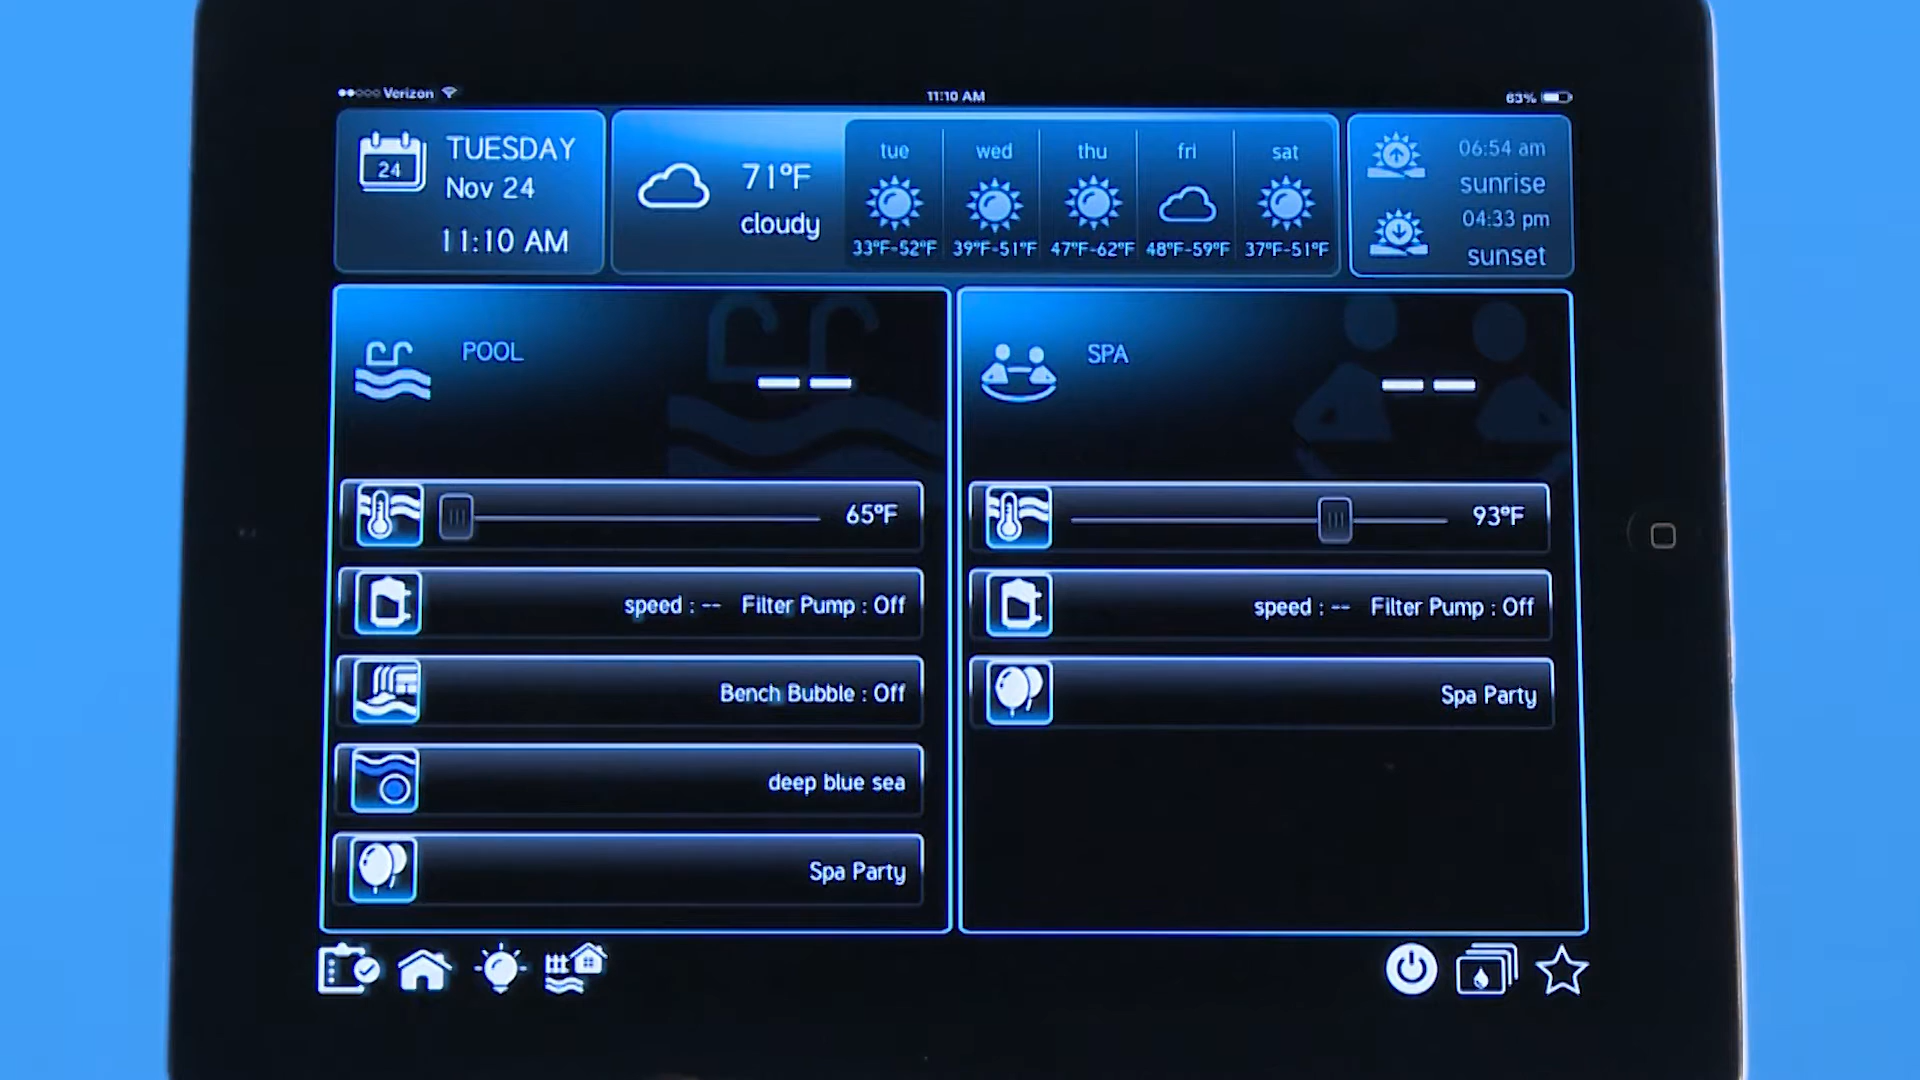 Verizon
11:10 AM
63%
24
TUESDAY
Nov 24
11:10 AM
71°F
cloudy
tue
33°F-52°F
wed
39°F-51°F
thu
47°F-62°F
fri
48°F-59°F
sat
37°F-51°F
06:54 am
sunrise
04:33 pm
sunset
POOL
-- 
65°F
speed : -- Filter Pump : Off
Bench Bubble : Off
deep blue sea
Spa Party
SPA
--
93°F
speed : -- Filter Pump : Off
Spa Party